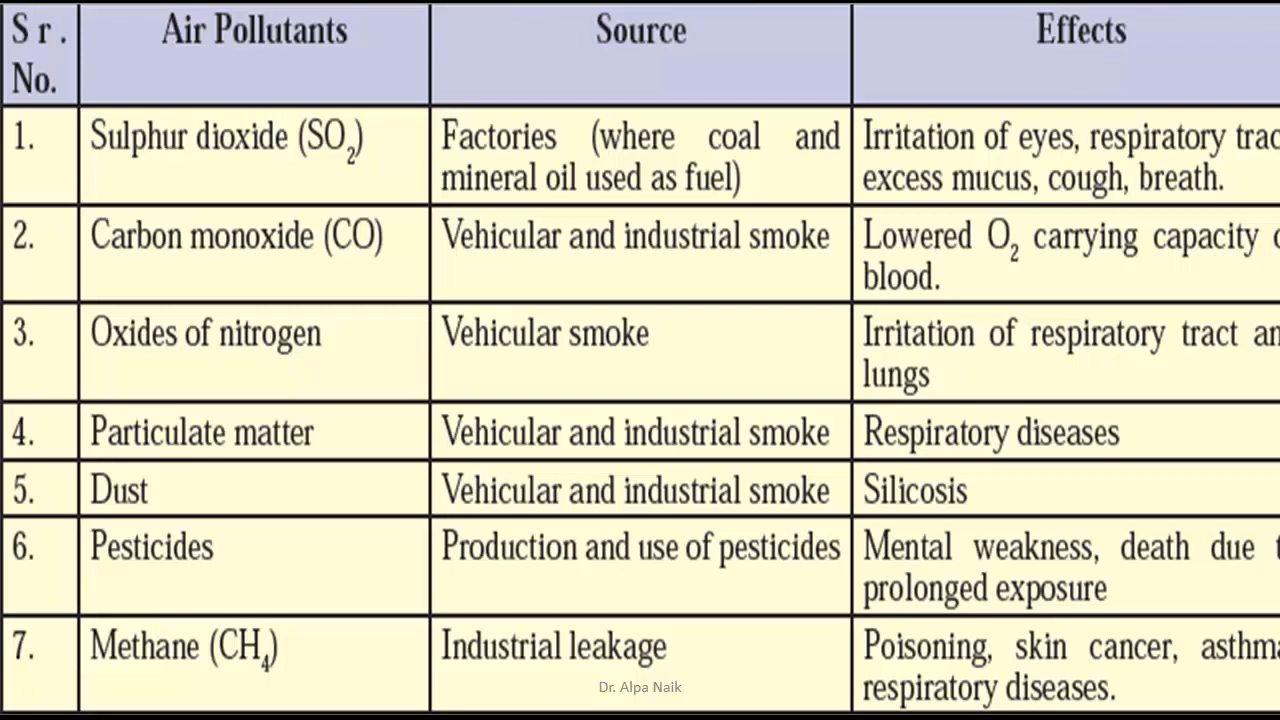 Sr. No. Air Pollutants Source Effects
1. Sulphur dioxide (SO₂) Factories (where coal and mineral oil used as fuel) Irritation of eyes, respiratory excess mucus, cough, breath.
2. Carbon monoxide (CO) Vehicular and industrial smoke Lowered O₂ carrying capacity blood.
3. Oxides of nitrogen Vehicular smoke Irritation of respiratory tract lungs
4. Particulate matter Vehicular and industrial smoke Respiratory diseases
5. Dust Vehicular and industrial smoke Silicosis
6. Pesticides Production and use of pesticides Mental weakness, death due prolonged exposure
7. Methane (CH₄) Industrial leakage Poisoning, skin cancer, respiratory diseases.
Dr. Alpa Naik